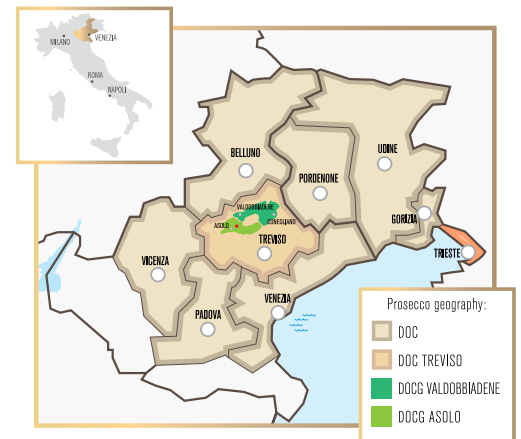 MILANO
VENEZIA
ROMA
NAPOLI
BELLUNO
UDINE
PORDENONE
VALDOBBIADENE
CONEGLIANO
ASOLO
GORIZIA
TREVISO
TRIESTE
VICENZA
VENEZIA
PADOVA
Prosecco geography:
DOC
DOC TREVISO
DOCG VALDOBBIADENE
DOCG ASOLO